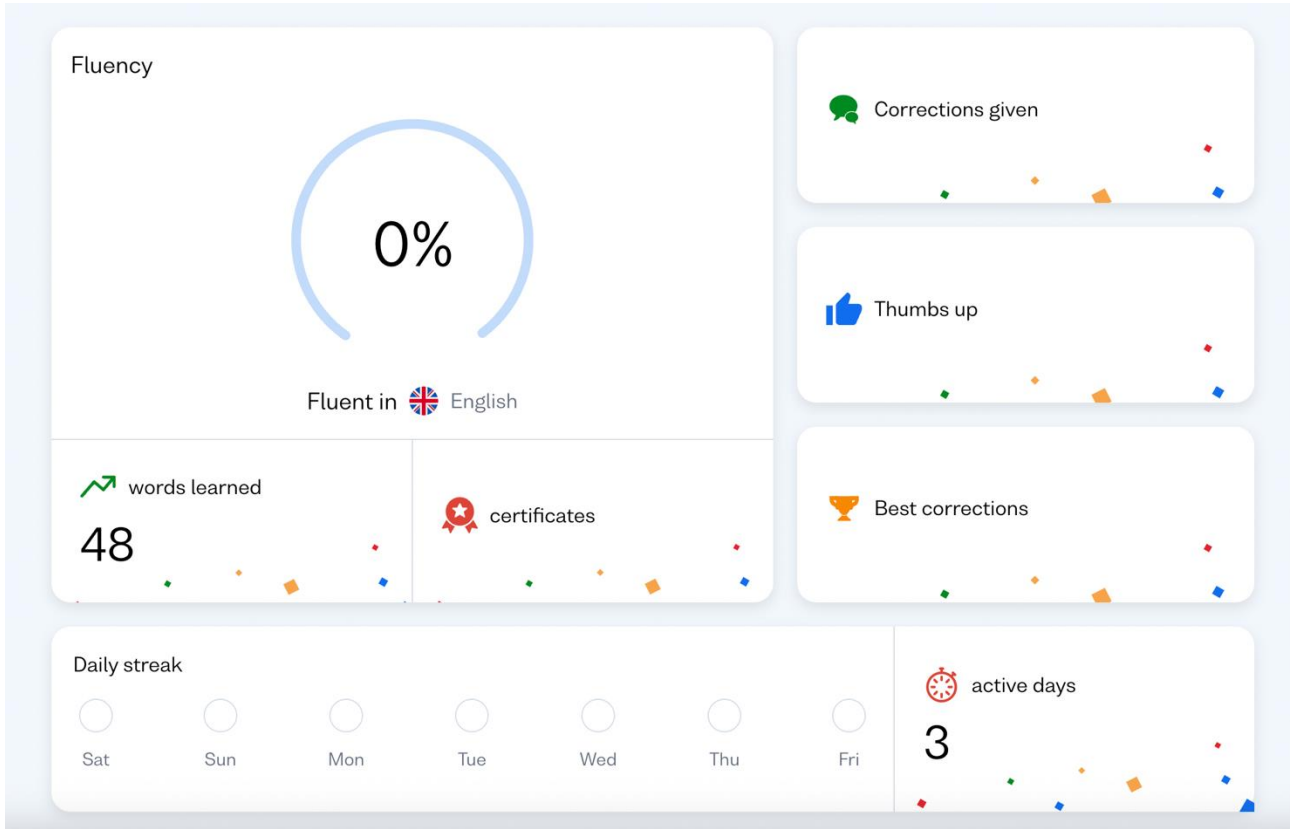 Fluency
0%
Fluent in English
words learned
48
certificates
Corrections given
Thumbs up
Best corrections
Daily streak
Sat Sun Mon Tue Wed Thu Fri
active days
3